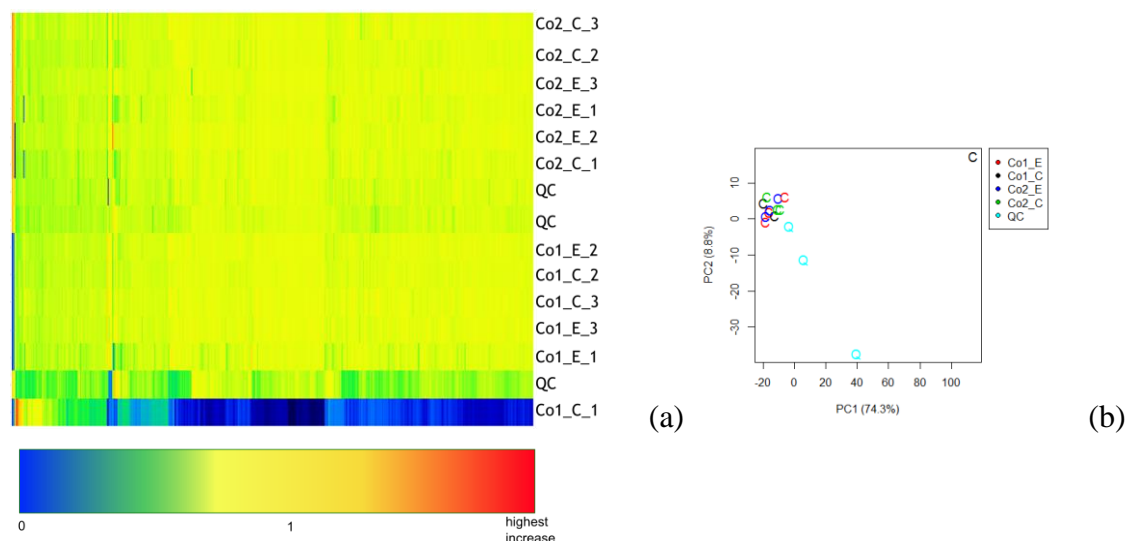 Co2_C_3
Co2_C_2
Co2_E_3
Co2_E_1
Co2_E_2
Co2_C_1
QC
QC
Co1_E_2
Co1_C_2
Co1_C_3
Co1_E_3
Co1_E_1
QC
Co1_C_1
0
1
highest
increase
(a)
C
10
0
-10
-20
-30
PC2 (8.8%)
-20 0 20 40 60 80 100
PC1 (74.3%)
Co1_E
Co1_C
Co2_E
Co2_C
QC
(b)